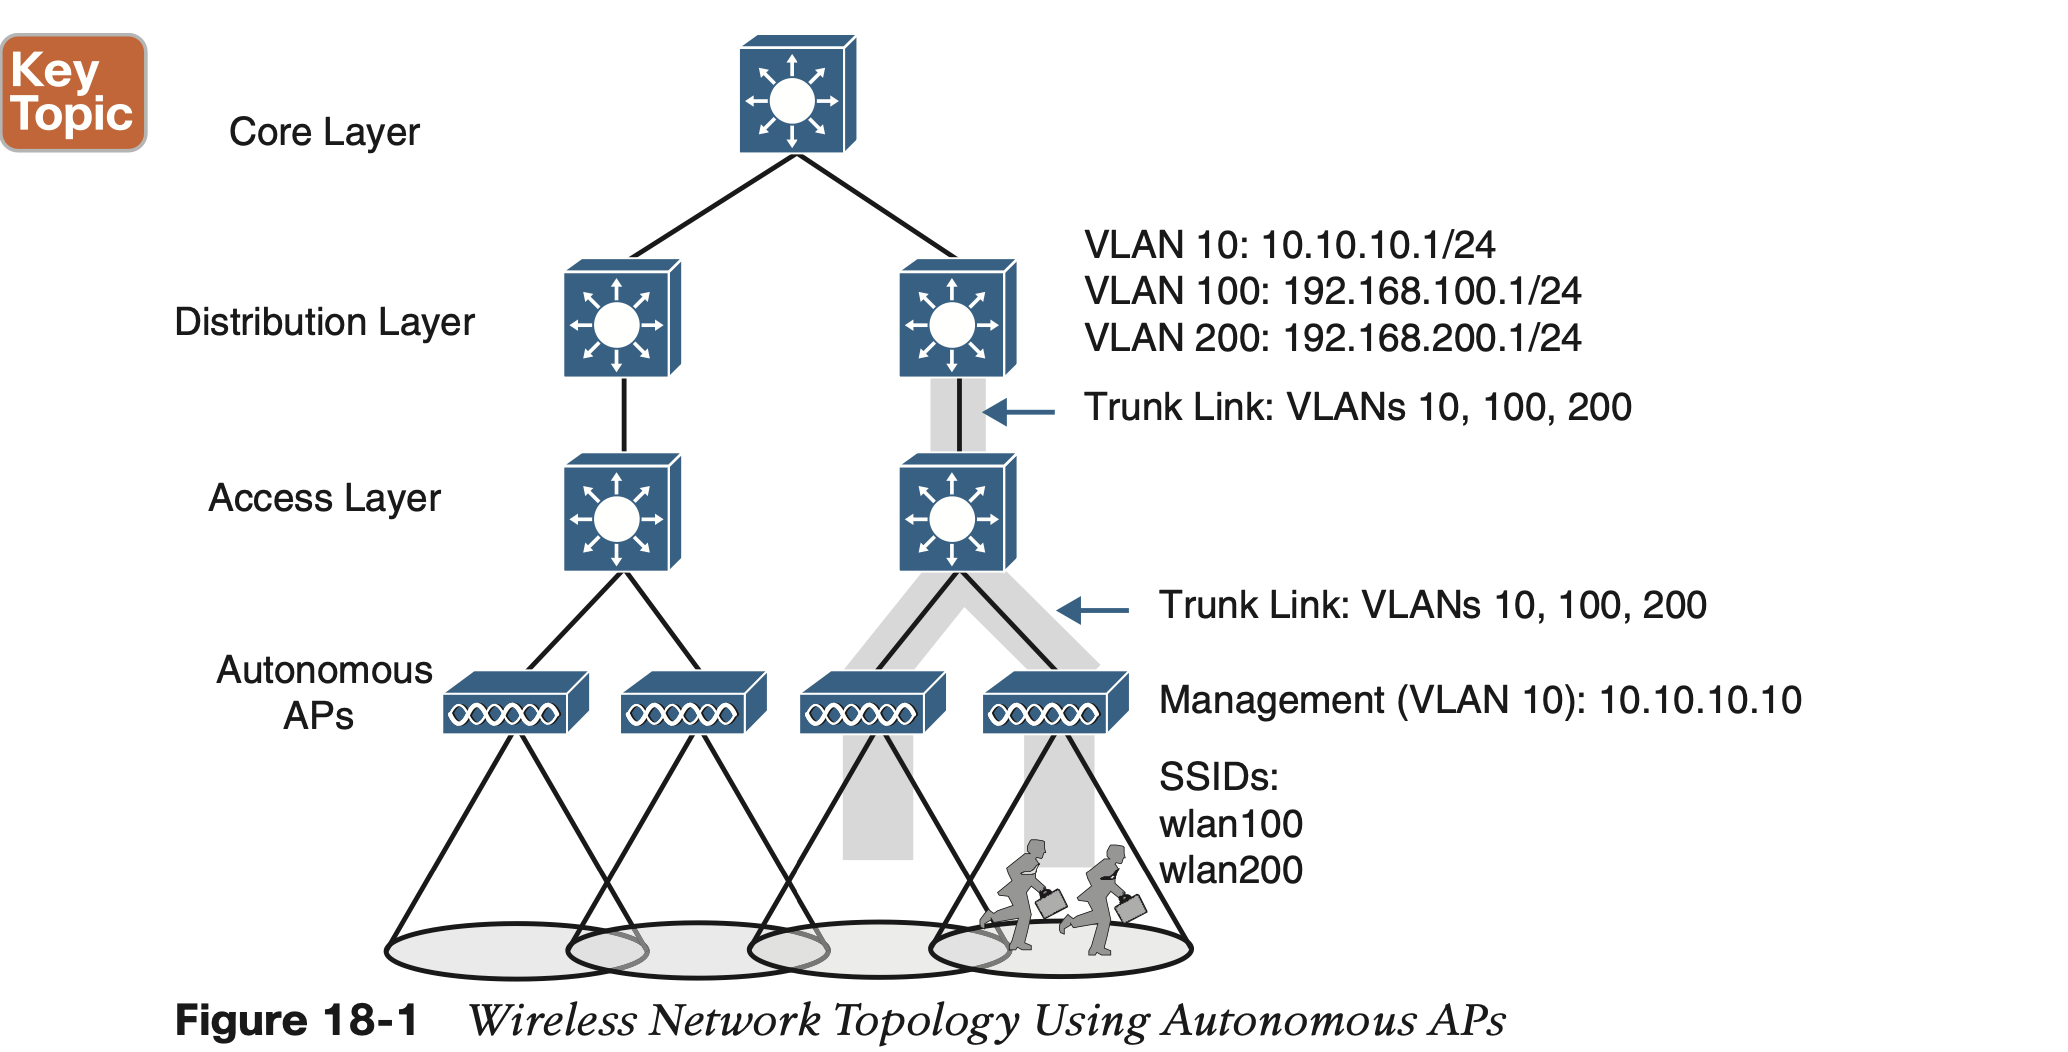 Key
Topic
Core Layer
VLAN 10: 10.10.10.1/24
VLAN 100: 192.168.100.1/24
Distribution Layer
VLAN 200: 192.168.200.1/24
Trunk Link: VLANs 10, 100, 200
Access Layer
Trunk Link: VLANs 10, 100, 200
Autonomous
APs
Management (VLAN 10): 10.10.10.10
SSIDs:
wlan100
wlan200
Figure 18-1 Wireless Network Topology Using Autonomous APs